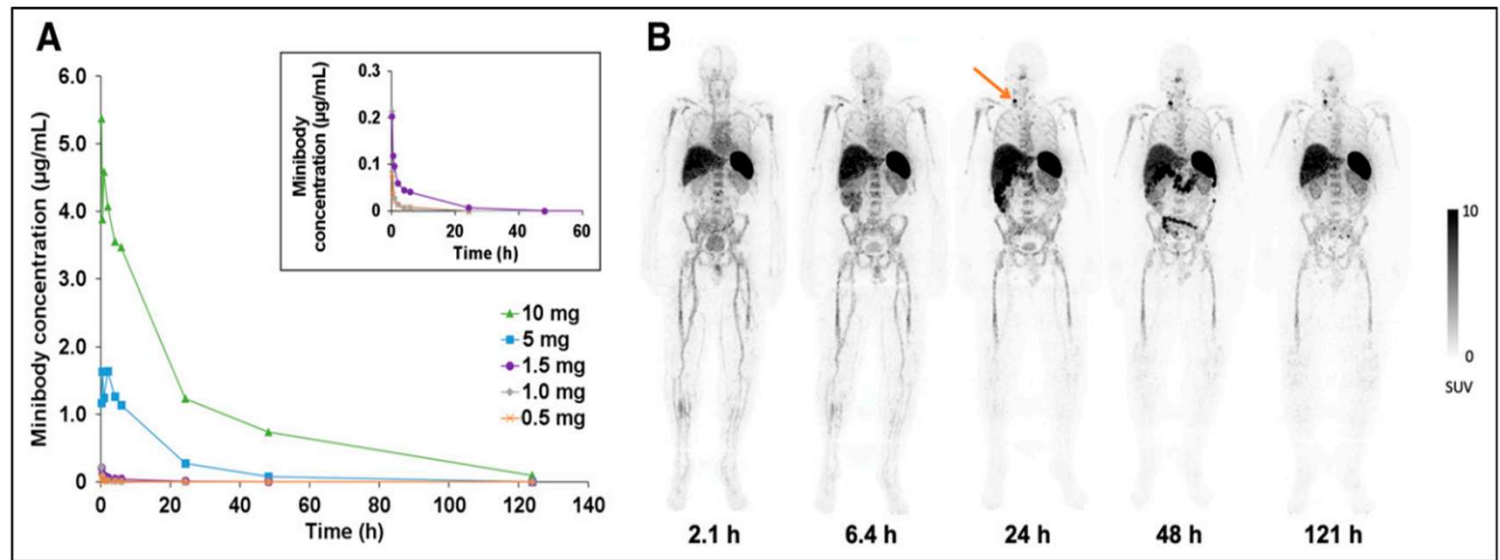 A
B
6.0
5.0
4.0
3.0
2.0
1.0
0
Minibody concentration (µg/mL)
0 20 40 60 80 100 120 140
Time (h)
0.3
0.2
0.1
0
Minibody
concentration (µg/mL)
0 20 40 60
Time (h)
10 mg
5 mg
1.5 mg
1.0 mg
0.5 mg
2.1 h 6.4 h 24 h 48 h 121 h
10
0
SUV